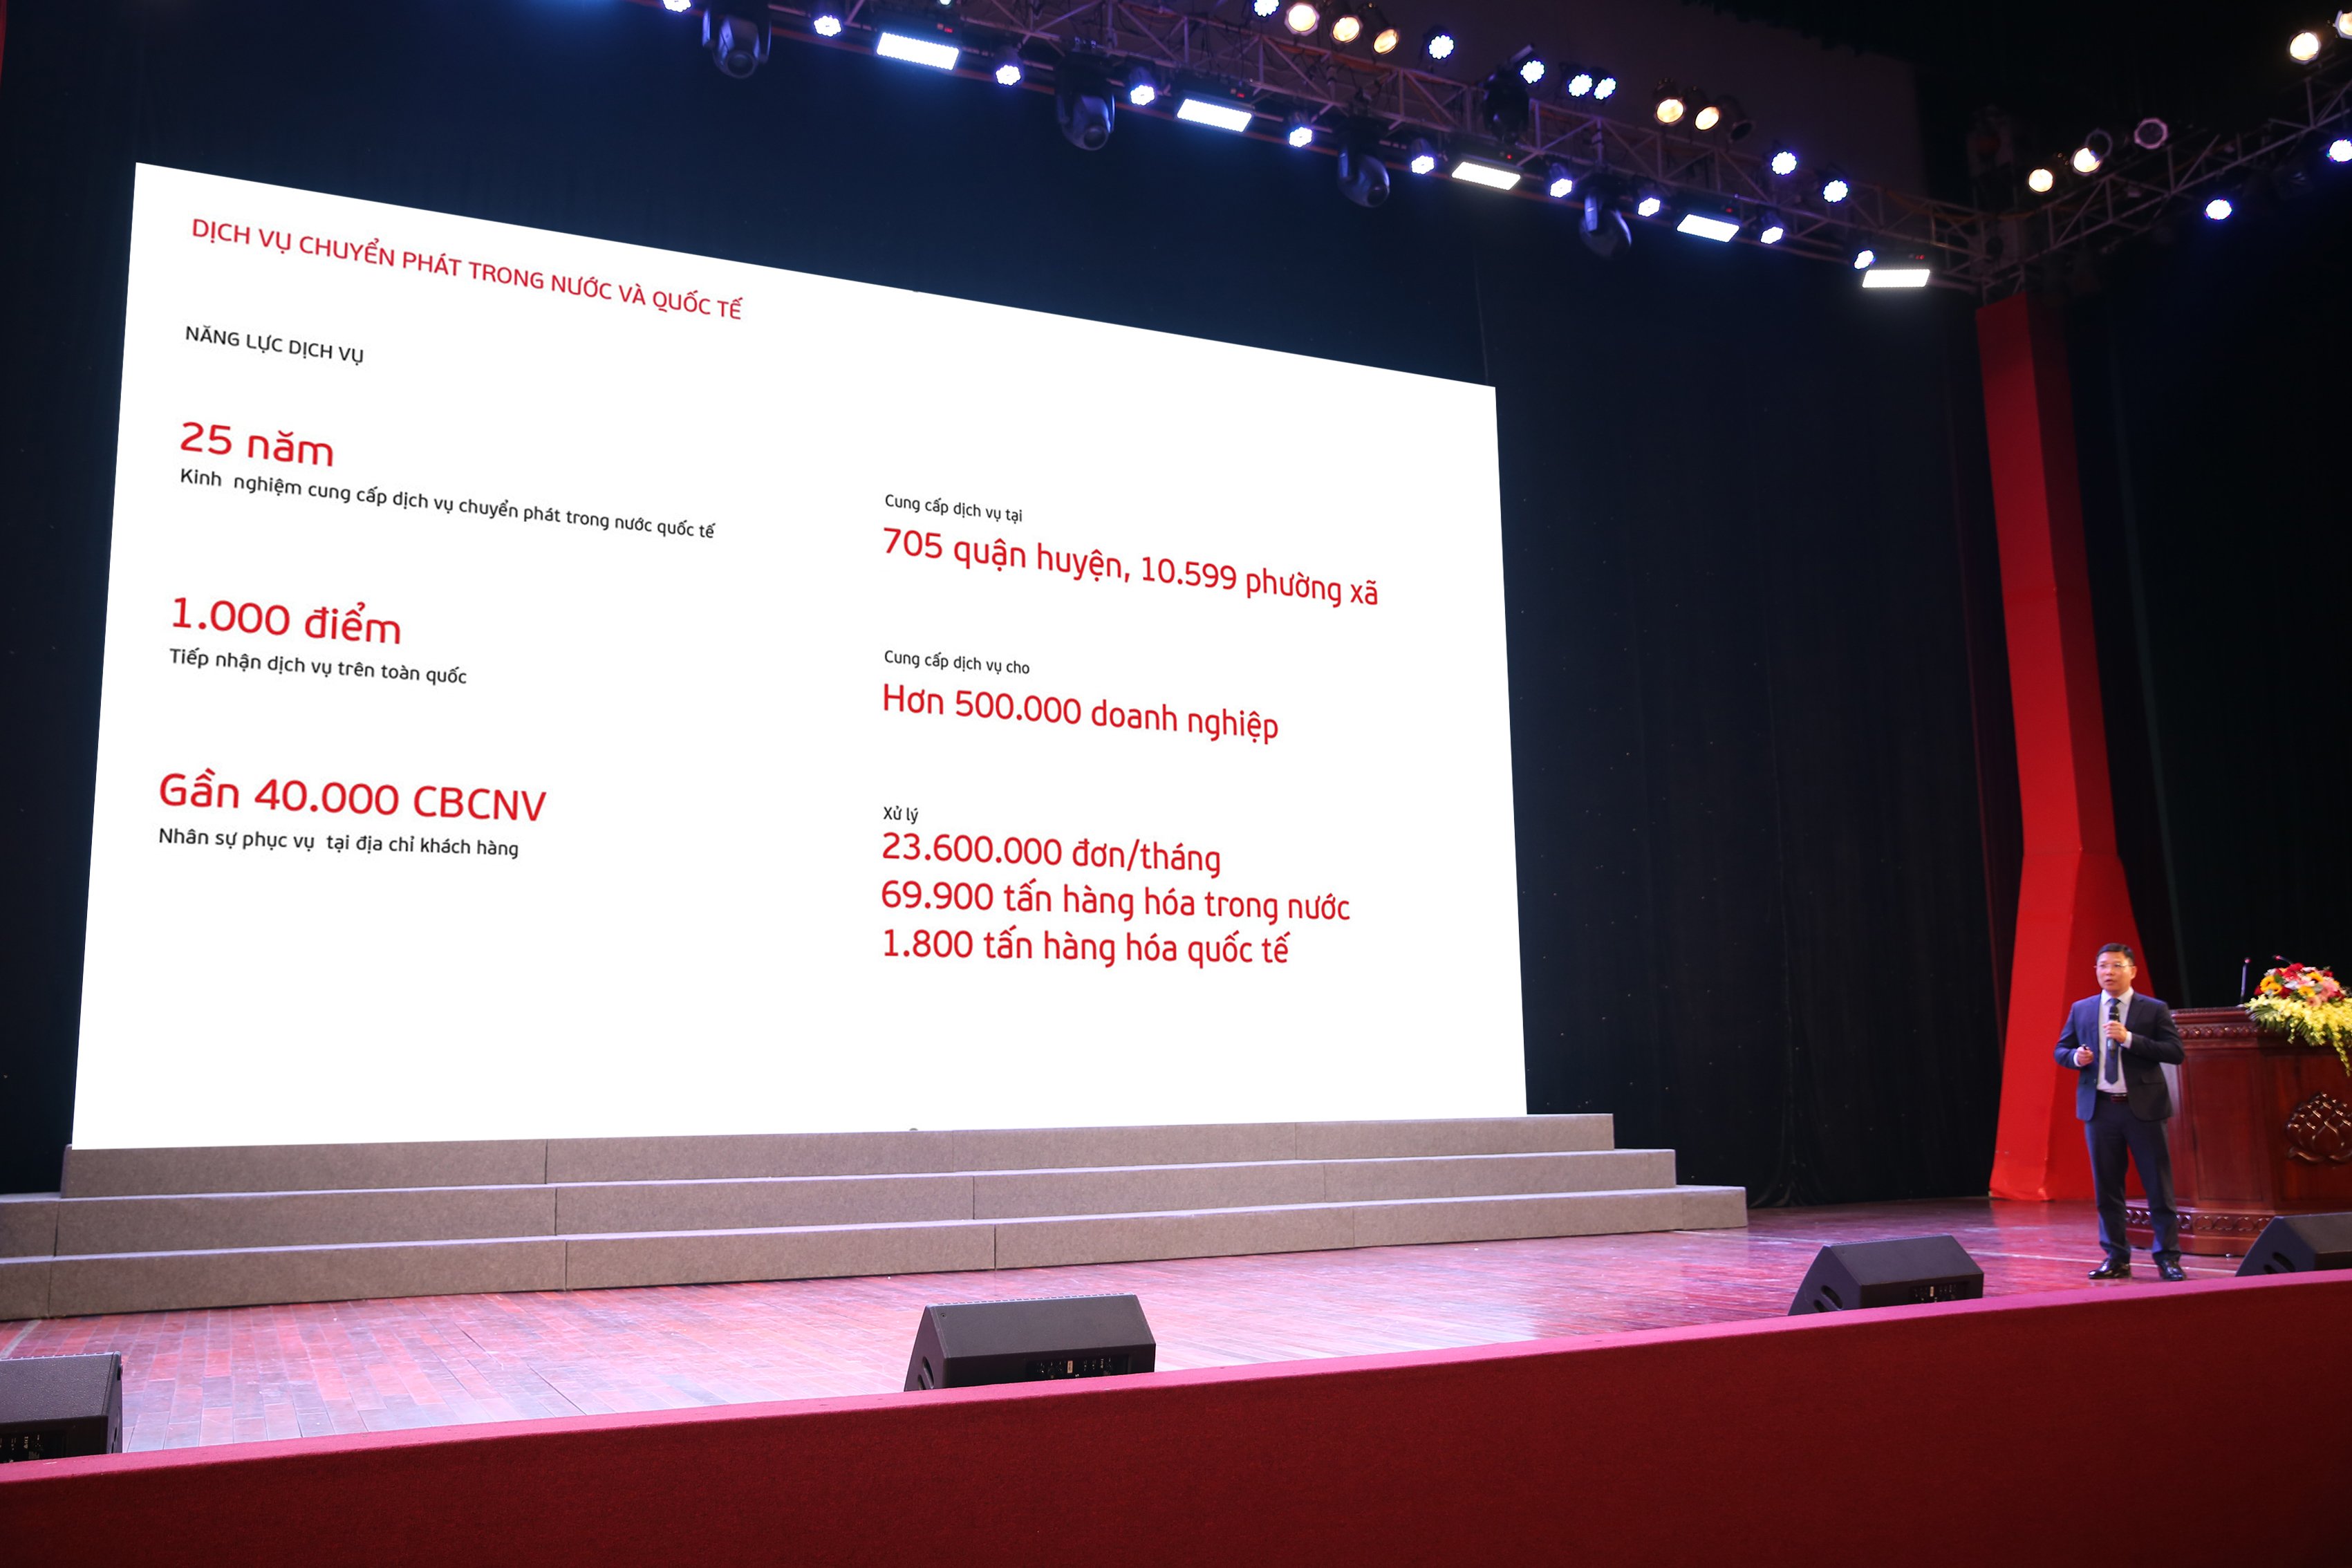 DỊCH VỤ CHUYỂN PHÁT TRONG NƯỚC VÀ QUỐC TẾ
NĂNG LỰC DỊCH VỤ
25 năm
Kinh nghiệm cung cấp dịch vụ chuyển phát trong nước quốc tế
1.000 điểm
Tiếp nhận dịch vụ trên toàn quốc
Gần 40.000 CBCNV
Nhân sự phục vụ tại địa chỉ khách hàng
Cung cấp dịch vụ tại
705 quận huyện, 10.599 phường xã
Cung cấp dịch vụ cho
Hơn 500.000 doanh nghiệp
Xử lý
23.600.000 đơn/tháng
69.900 tấn hàng hóa trong nước
1.800 tấn hàng hóa quốc tế